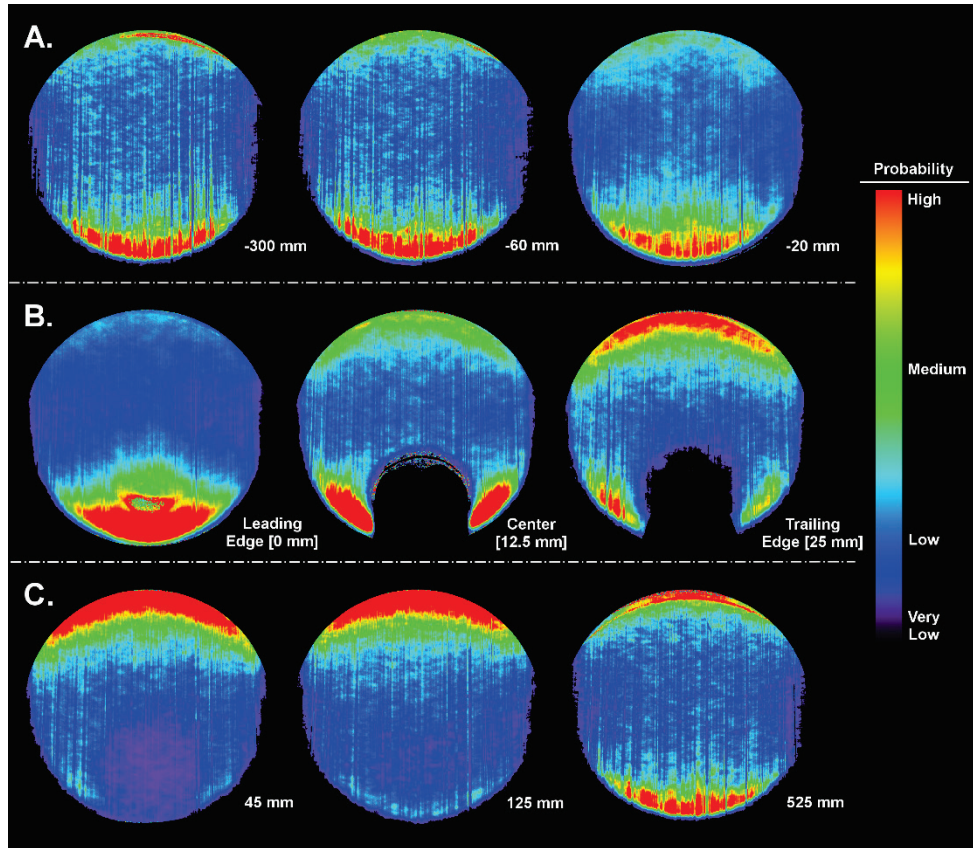 A.
-300 mm
-60 mm
-20 mm
Probability
High
Medium
Low
Very
Low
B.
Leading
Edge [0 mm]
Center
[12.5 mm]
Trailing
Edge [25 mm]
C.
45 mm
125 mm
525 mm